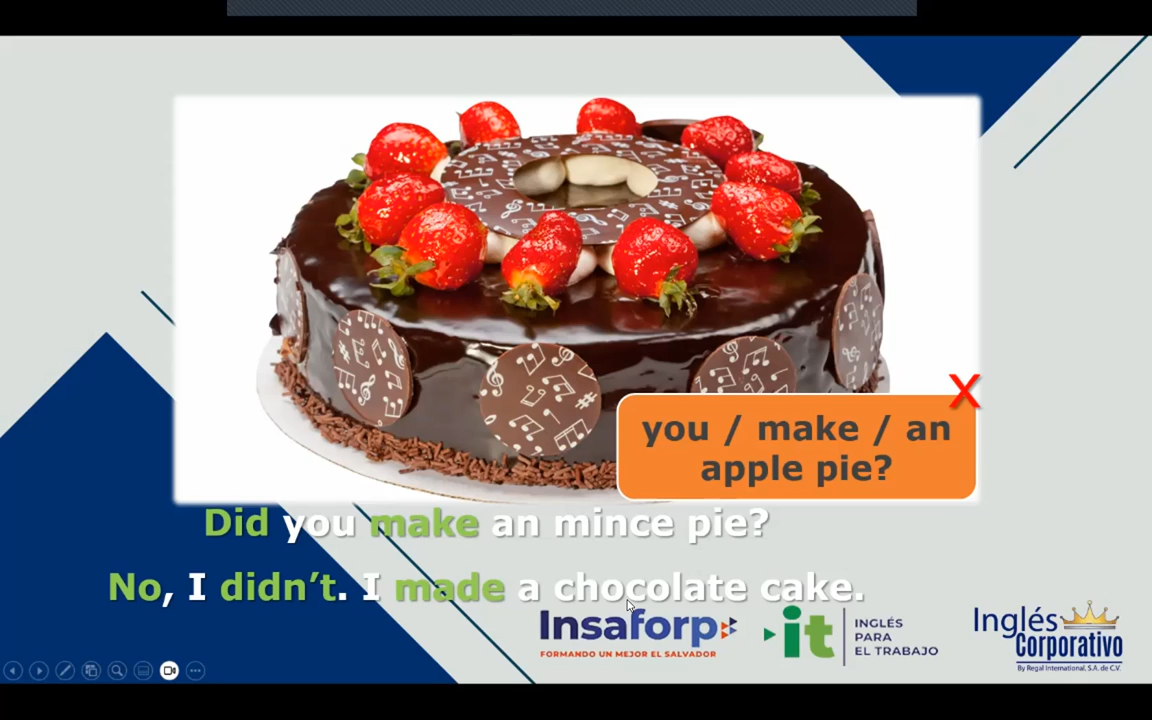 X
you / make / an
apple pie?
Did you make an mince pie?
No, I didn’t. I made a chocolate cake.
Insaforp
FORMANDO UN MEJOR EL SALVADOR
it
INGLÉS
PARA
EL TRABAJO
Inglés
Corporativo
By Regal International, S.A. de C.V.